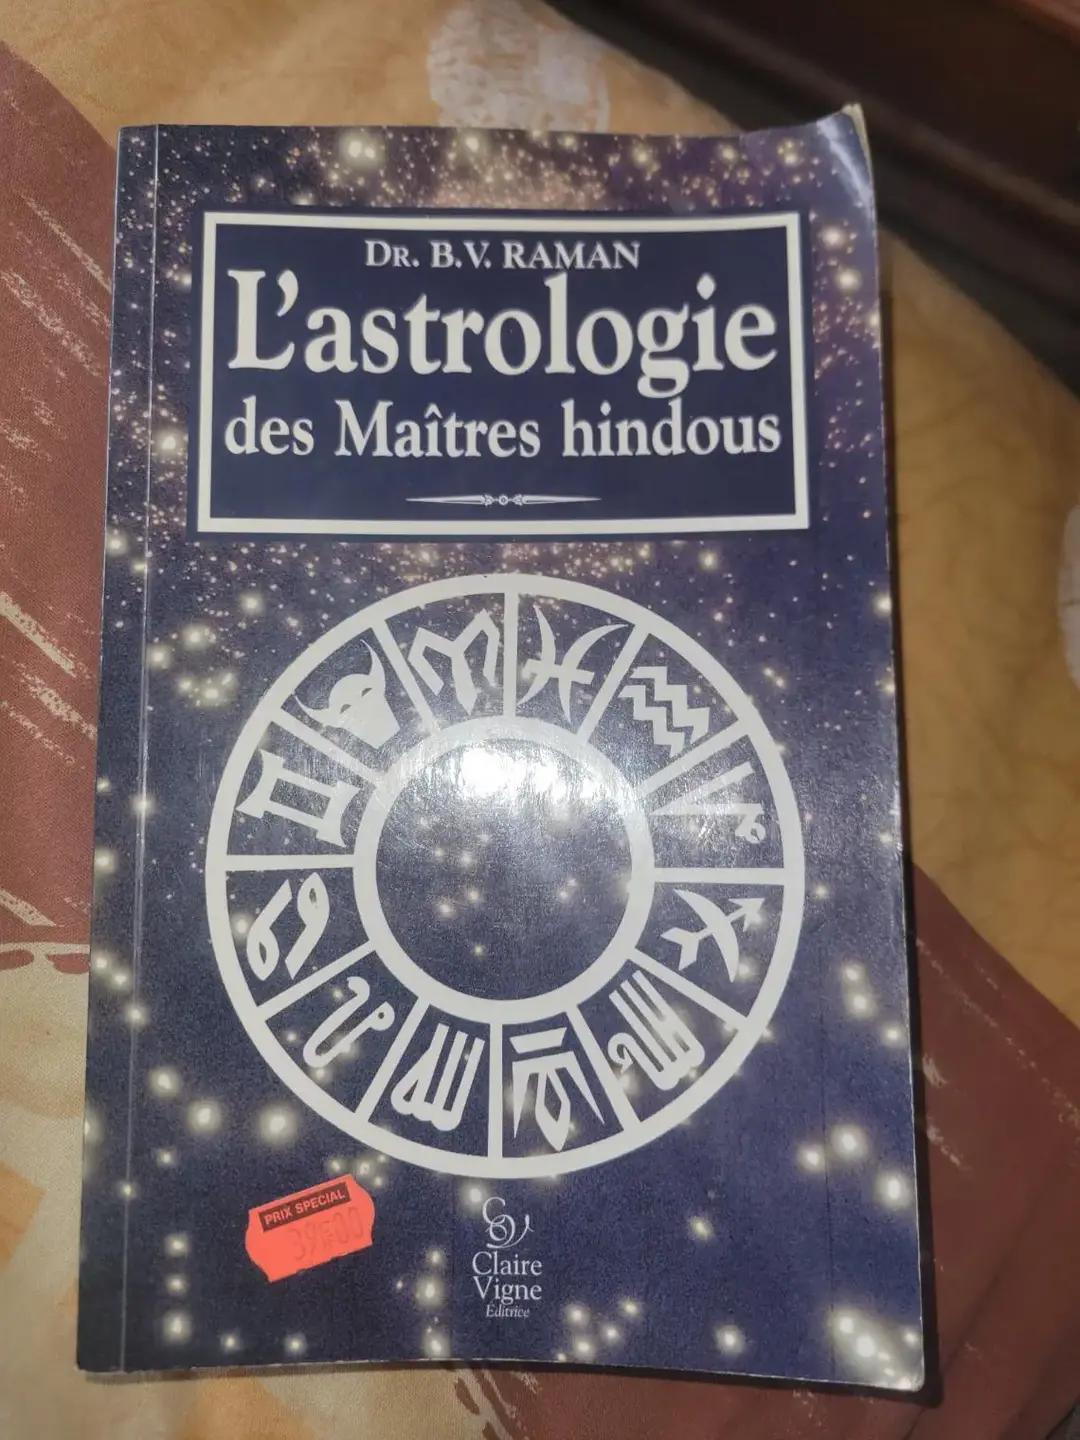 Dr. B.V. RAMAN
L'astrologie
des Maîtres hindous
PRIX SPECIAL
Claire
Vigne
Éditrice